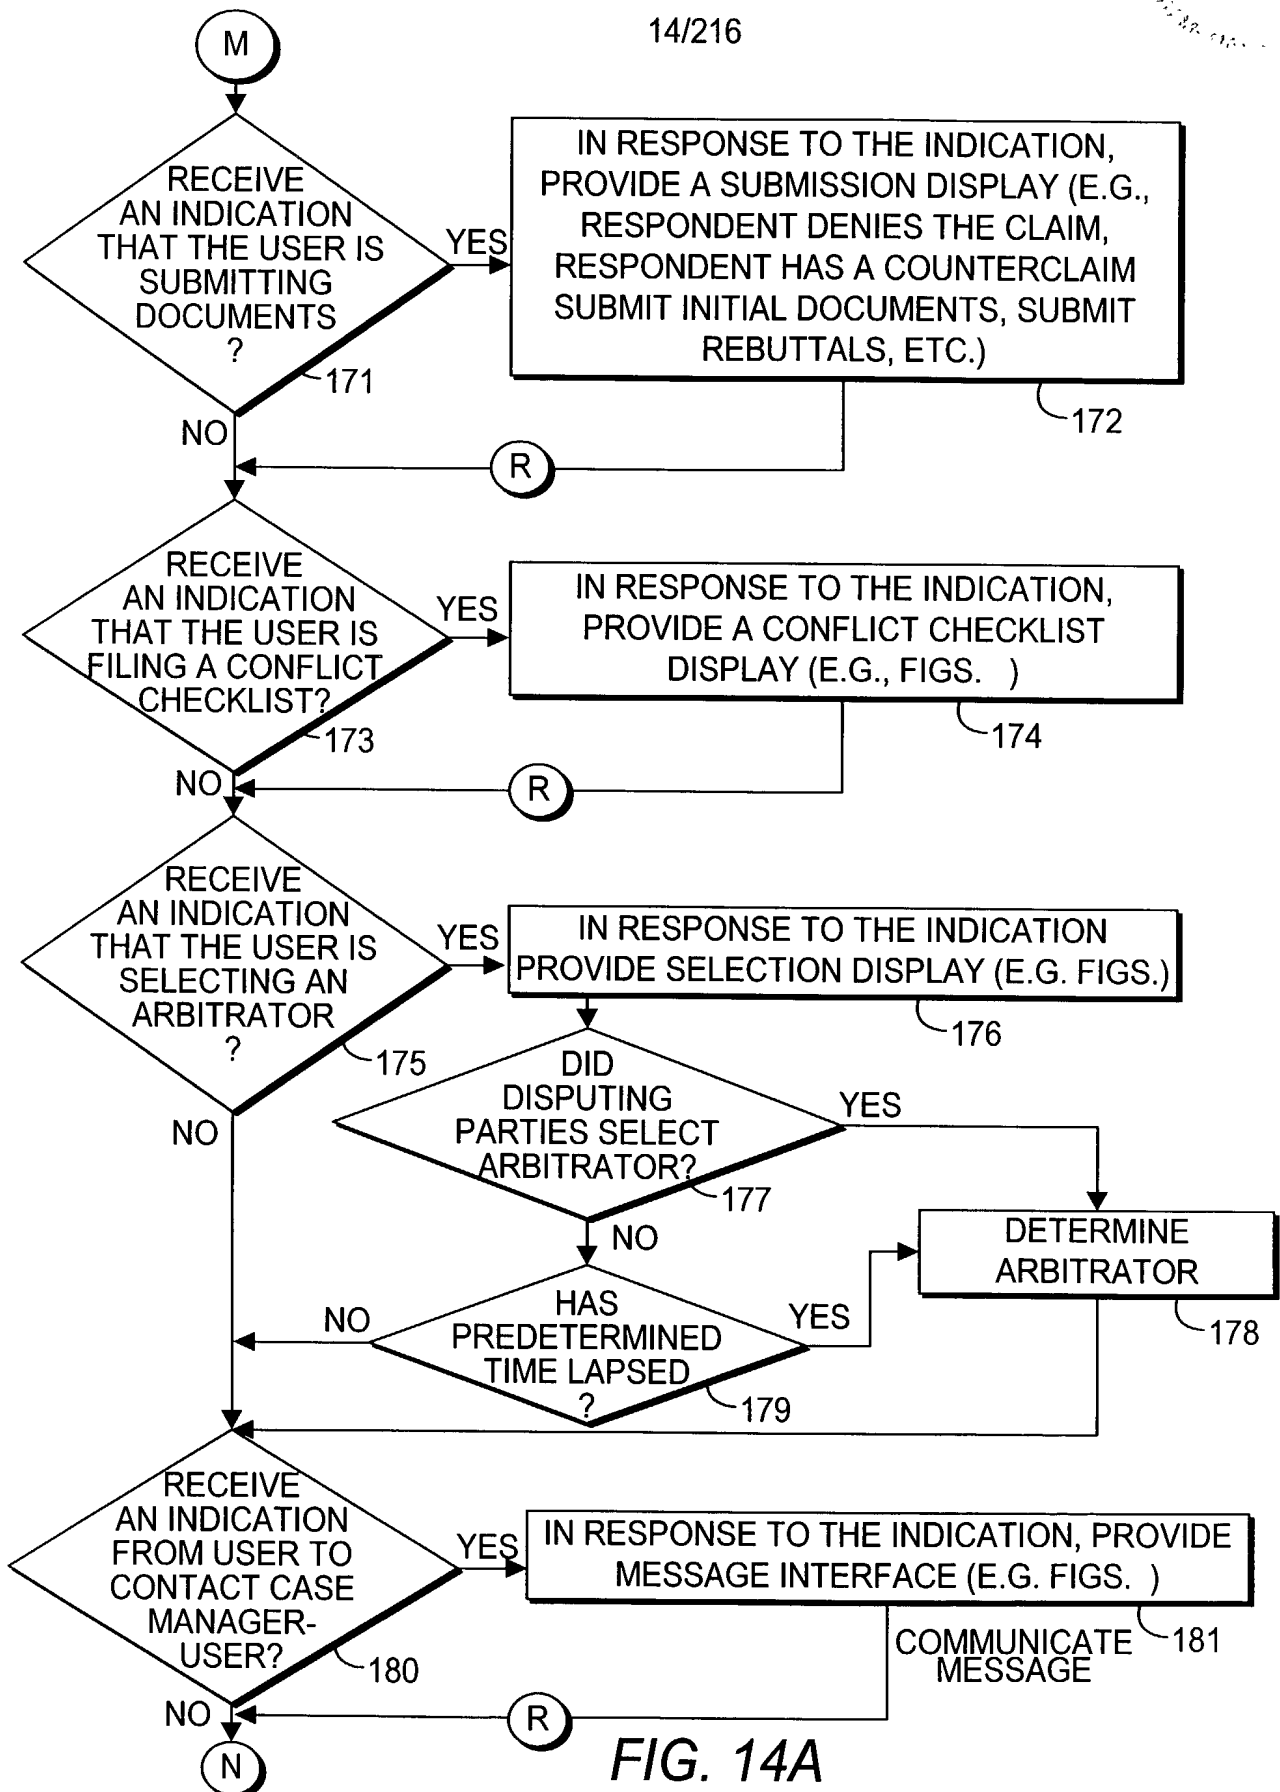 14/216
M
RECEIVE
AN INDICATION
THAT THE USER IS
SUBMITTING
DOCUMENTS
?
171
YES
IN RESPONSE TO THE INDICATION,
PROVIDE A SUBMISSION DISPLAY (E.G.,
RESPONDENT DENIES THE CLAIM,
RESPONDENT HAS A COUNTERCLAIM
SUBMIT INITIAL DOCUMENTS, SUBMIT
REBUTTALS, ETC.)
172
NO
R
RECEIVE
AN INDICATION
THAT THE USER IS
FILING A CONFLICT
CHECKLIST?
173
YES
IN RESPONSE TO THE INDICATION,
PROVIDE A CONFLICT CHECKLIST
DISPLAY (E.G., FIGS. )
174
NO
R
RECEIVE
AN INDICATION
THAT THE USER IS
SELECTING AN
ARBITRATOR
?
175
YES
IN RESPONSE TO THE INDICATION
PROVIDE SELECTION DISPLAY (E.G. FIGS.)
176
NO
DID
DISPUTING
PARTIES SELECT
ARBITRATOR?
177
YES
NO
DETERMINE
ARBITRATOR
178
HAS
PREDETERMINED
TIME LAPSED
?
179
NO
YES
RECEIVE
AN INDICATION
FROM USER TO
CONTACT CASE
MANAGER-
USER?
180
YES
IN RESPONSE TO THE INDICATION, PROVIDE
MESSAGE INTERFACE (E.G. FIGS. )
181
COMMUNICATE
MESSAGE
NO
R
N
FIG. 14A